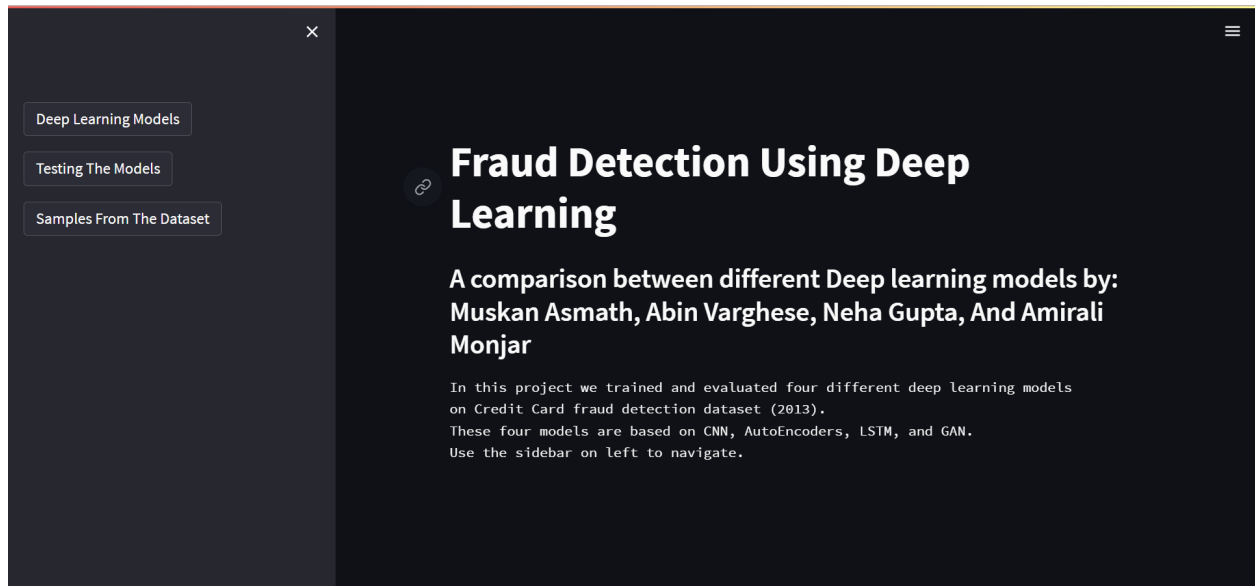 Deep Learning Models
Testing The Models
Samples From The Dataset
Fraud Detection Using Deep
Learning
A comparison between different Deep learning models by:
Muskan Asmath, Abin Varghese, Neha Gupta, And Amirali
Monjar
In this project we trained and evaluated four different deep learning models
on Credit Card fraud detection dataset (2013).
These four models are based on CNN, AutoEncoders, LSTM, and GAN.
Use the sidebar on left to navigate.